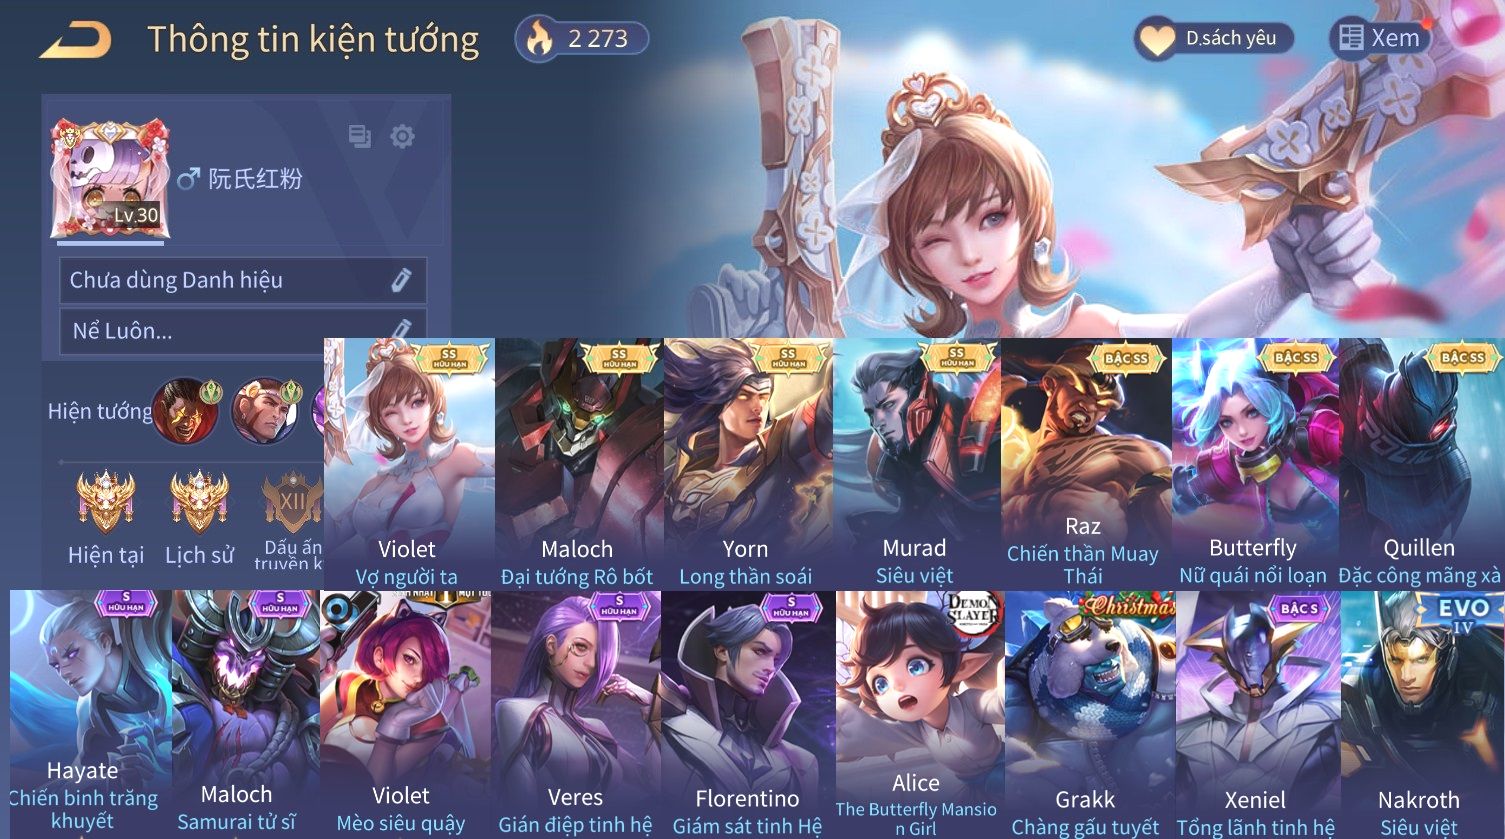 Thông tin kiện tướng
2 273
D.sách yêu
Xem
阮氏红粉
Lv.30
Chưa dùng Danh hiệu
Nể Luôn...
Hiện tướng
XII
Hiện tại
Lịch sử
Dấu ấn
SS
HỮU HẠN
Violet
Vợ người ta
SS
HỮU HẠN
Maloch
Đại tướng Rô bốt
SS
HỮU HẠN
Yorn
Long thần soái
SS
HỮU HẠN
Murad
Siêu việt
BẬC SS
Raz
Chiến thần Muay
Thái
BẬC SS
Butterfly
Nữ quái nổi loạn
BẬC SS
Quillen
Đặc công mãng xà
S
HỮU HẠN
Hayate
Chiến binh trăng
khuyết
S
HỮU HẠN
Maloch
Samurai tử sĩ
Violet
Mèo siêu quậy
S
HỮU HẠN
Veres
Gián điệp tinh hệ
S
HỮU HẠN
Florentino
Giám sát tinh Hệ
DEMON
SLAYER
Alice
The Butterfly Mansio
n Girl
Christmas
Grakk
Chàng gấu tuyết
BẬC S
Xeniel
Tổng lãnh tinh hệ
EVO
IV
Nakroth
Siêu việt